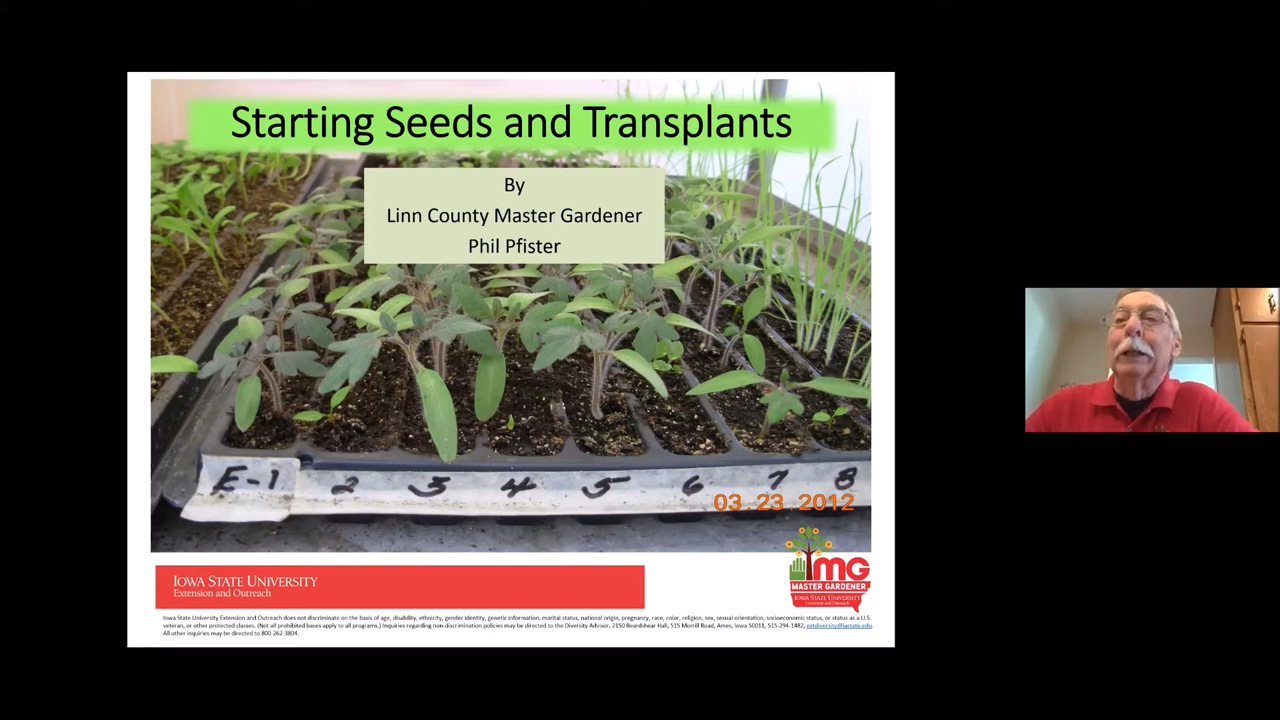 Starting Seeds and Transplants
By
Linn County Master Gardener
Phil Pfister
E-1 2 3 4 5 6 7 8
03.23.2012
MG
MASTER GARDENER
IOWA STATE UNIVERSITY
Extension and Outreach
IOWA STATE UNIVERSITY
Extension and Outreach
Iowa State University Extension and Outreach does not discriminate on the basis of age, disability, ethnicity, gender identity, genetic information, marital status, national origin, pregnancy, race, color, religion, sex, sexual orientation, socioeconomic status, or status as a U.S.
veteran, or other protected classes. (Not all prohibited bases apply to all programs.) Inquiries regarding non-discrimination policies may be directed to the Diversity Advisor, 2150 Beardshear Hall, 515 Morrill Road, Ames, Iowa 50011, 515-294-1482, extdiversity@iastate.edu.
All other inquiries may be directed to 800-262-3804.